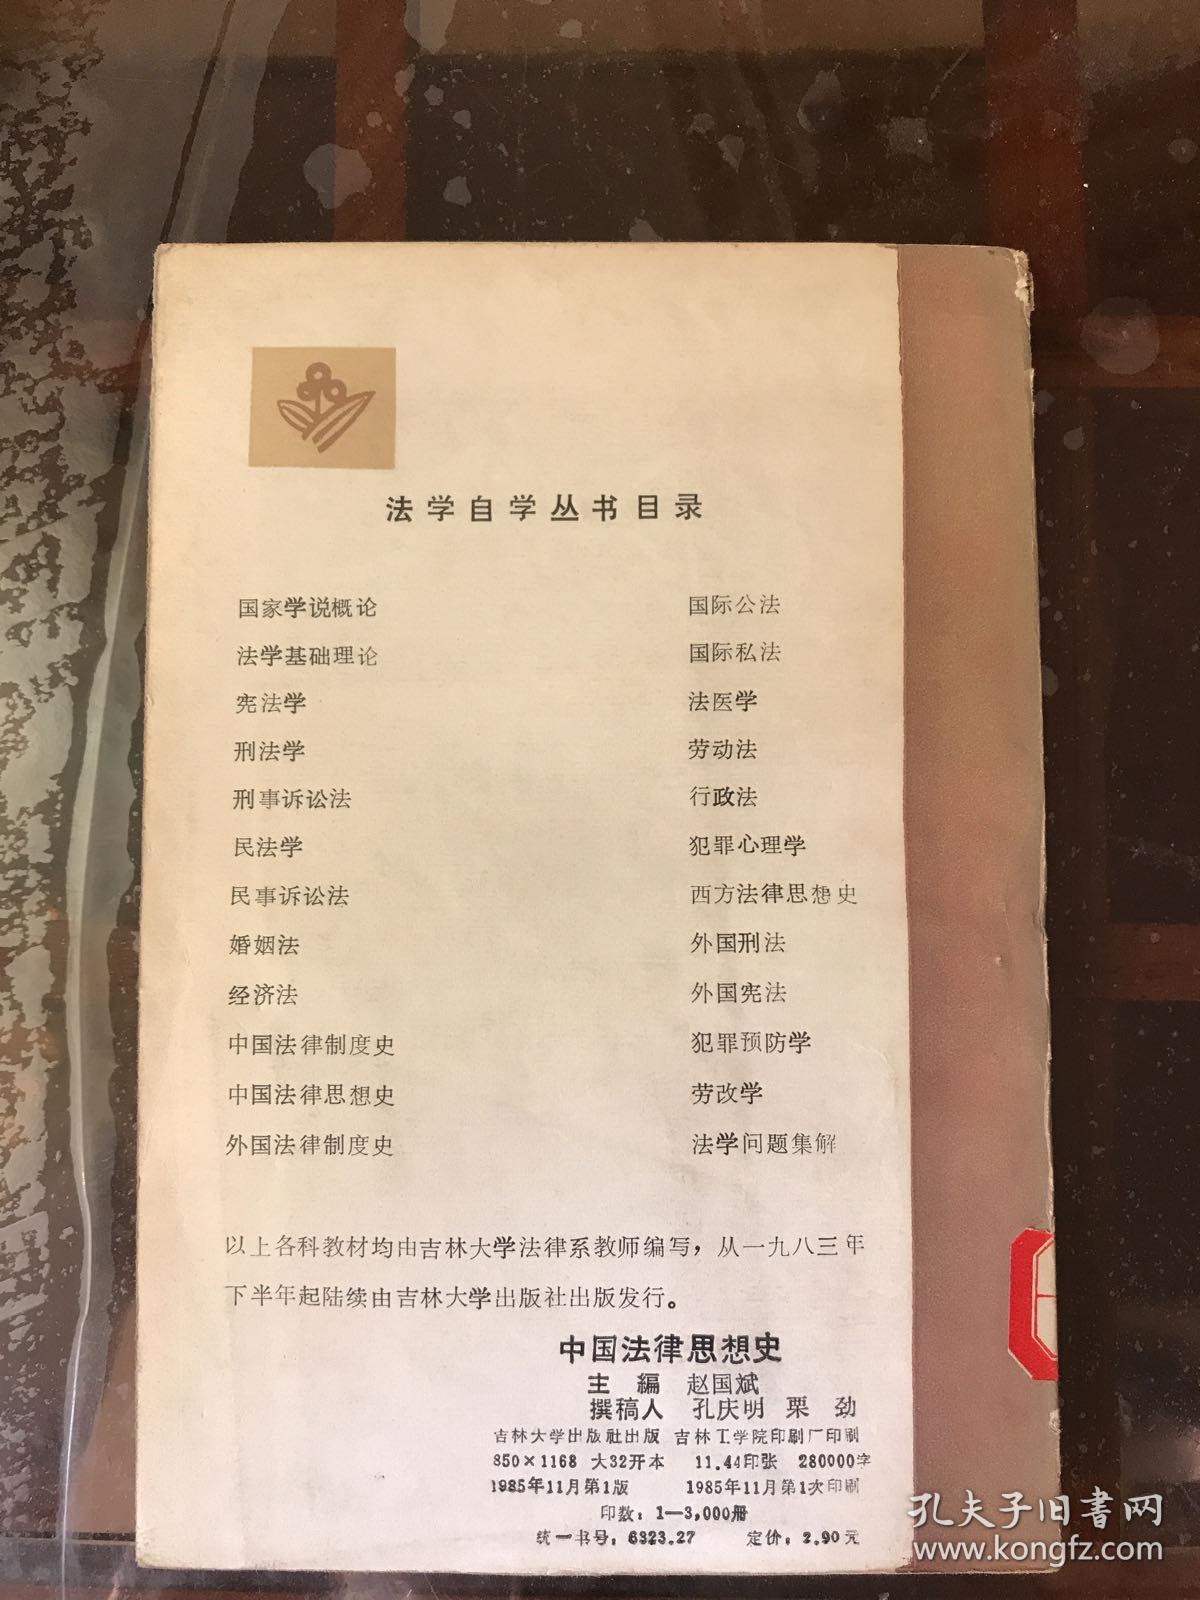 法学自学丛书目录
国家学说概论
法学基础理论
宪法学
刑法学
刑事诉讼法
民法学
民事诉讼法
婚姻法
经济法
中国法律制度史
中国法律思想史
外国法律制度史
国际公法
国际私法
法医学
劳动法
行政法
犯罪心理学
西方法律思想史
外国刑法
外国宪法
犯罪预防学
劳改学
法学问题集解
以上各科教材均由吉林大学法律系教师编写，从一九八三年
下半年起陆续由吉林大学出版社出版发行。
中国法律思想史
主 编 赵国斌
撰稿人 孔庆明 栗 劲
吉林大学出版社出版 吉林工学院印刷厂印刷
850×1168 大32开本 11.44印张 280000字
1985年11月第1版 1985年11月第1次印刷
印数：1—3,000册
统一书号：6323.27 定价：2.90元
孔夫子旧书网
www.kongfz.com